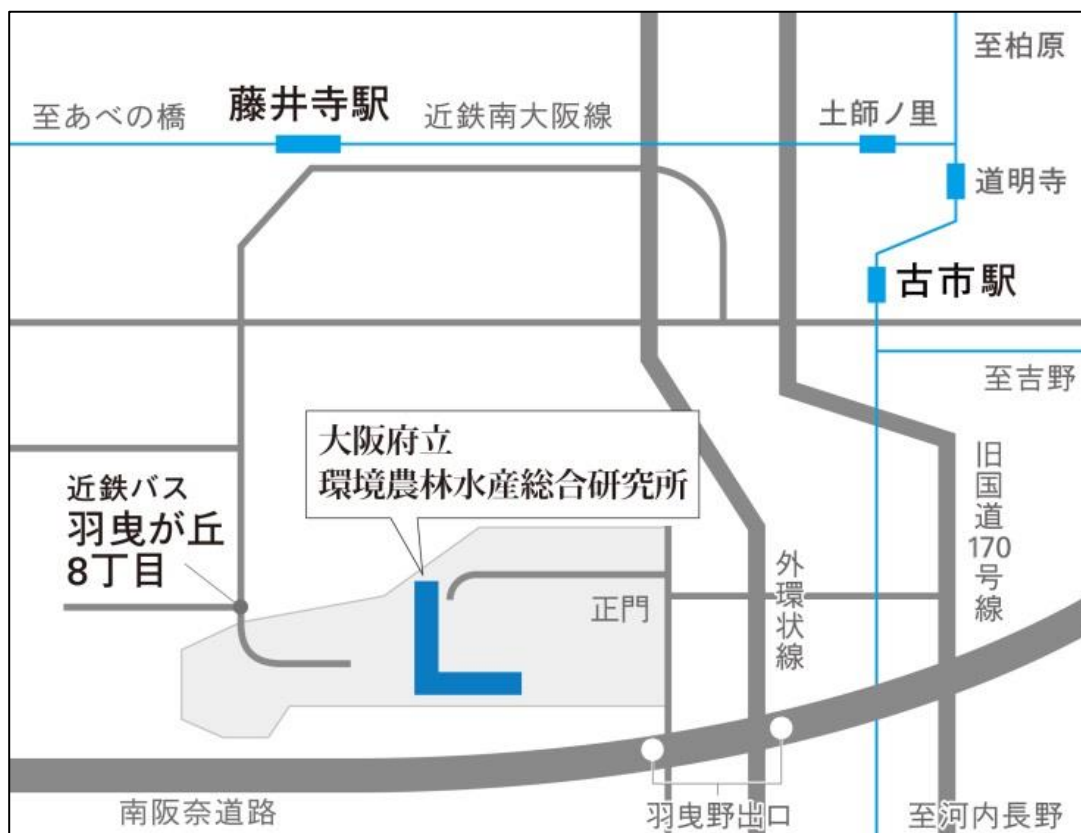 至柏原
藤井寺駅
至あべの橋
近鉄南大阪線
土師ノ里
道明寺
古市駅
至吉野
大阪府立
環境農林水産総合研究所
近鉄バス
羽曳が丘
8丁目
正門
外環状線
旧国道170号線
南阪奈道路
羽曳野出口
至河内長野